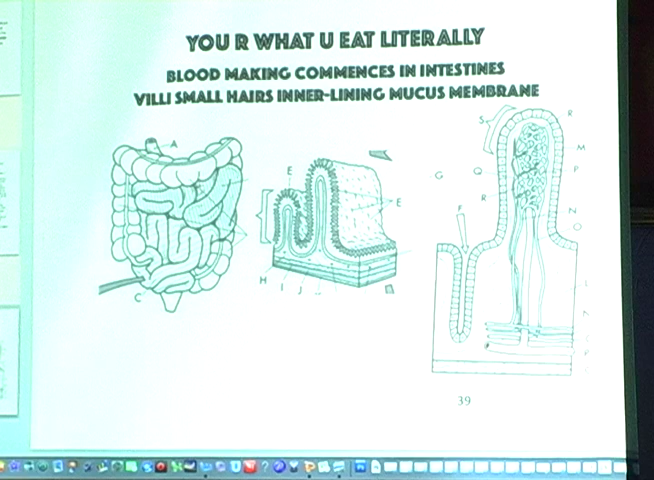 YOU R WHAT U EAT LITERALLY
BLOOD MAKING COMMENCES IN INTESTINES
VILLI SMALL HAIRS INNER-LINING MUCUS MEMBRANE
A
C
E
E
H
I
J
G
S
R
M
P
Q
R
F
N
O
39